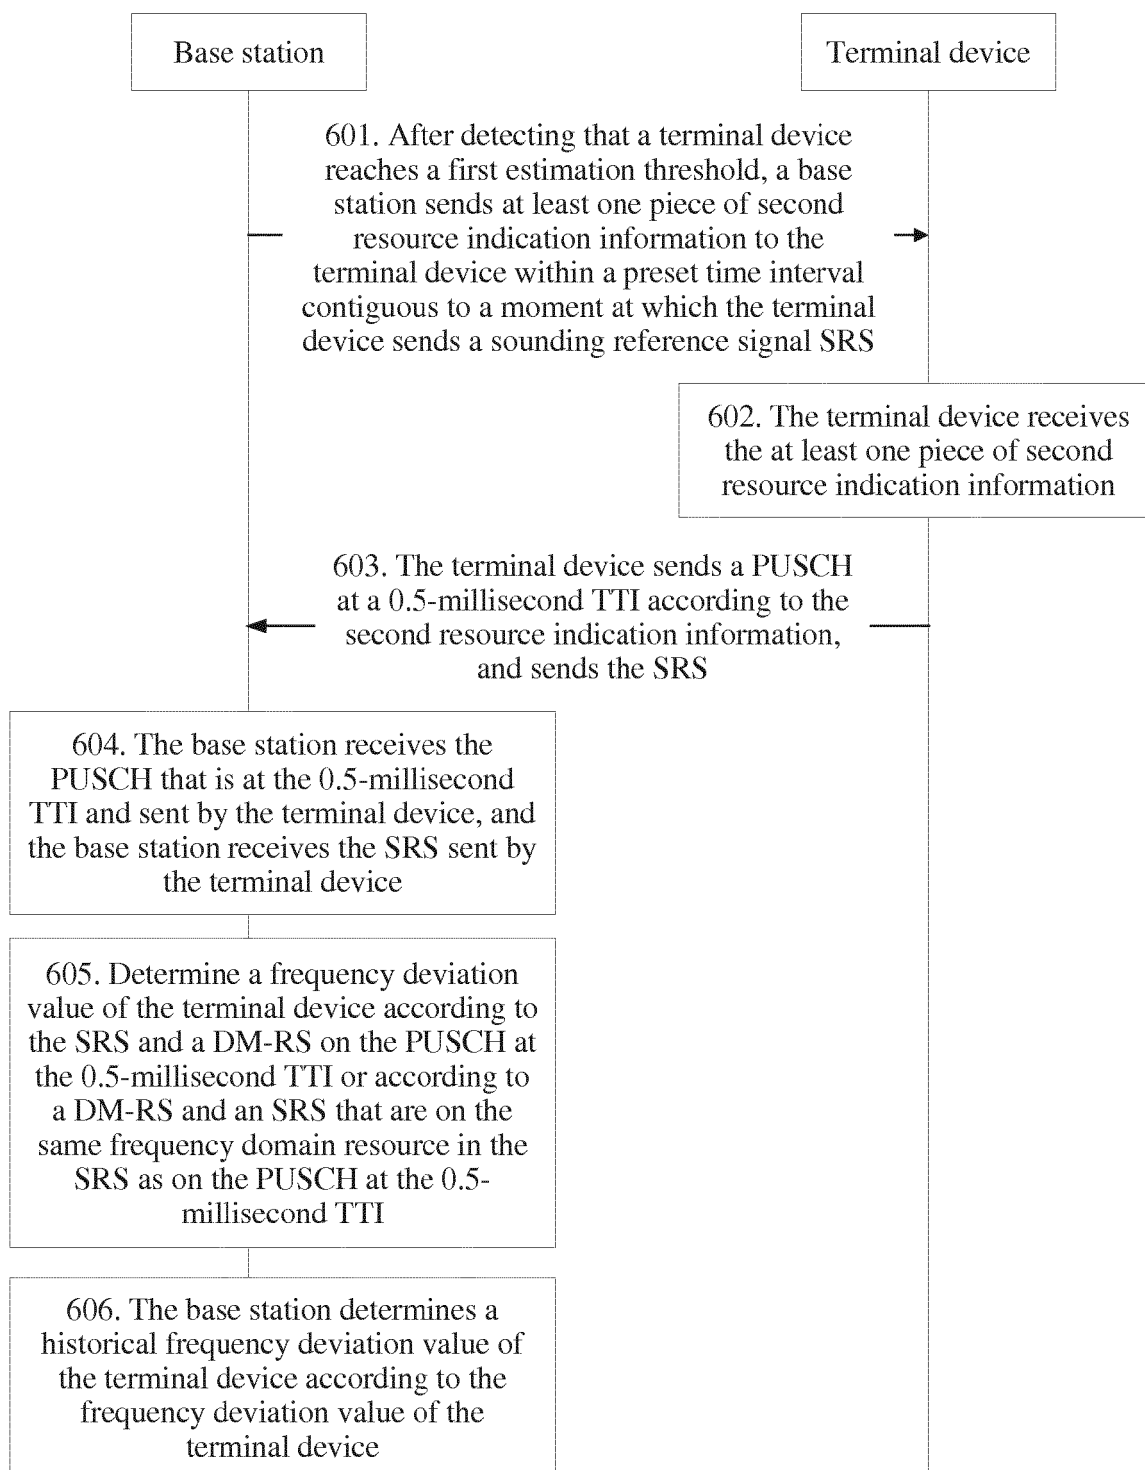 Base station
Terminal device
601. After detecting that a terminal device
reaches a first estimation threshold, a base
station sends at least one piece of second
resource indication information to the
terminal device within a preset time interval
contiguous to a moment at which the terminal
device sends a sounding reference signal SRS
602. The terminal device receives
the at least one piece of second
resource indication information
603. The terminal device sends a PUSCH
at a 0.5-millisecond TTI according to the
second resource indication information,
and sends the SRS
604. The base station receives the
PUSCH that is at the 0.5-millisecond
TTI and sent by the terminal device, and
the base station receives the SRS sent by
the terminal device
605. Determine a frequency deviation
value of the terminal device according to
the SRS and a DM-RS on the PUSCH at
the 0.5-millisecond TTI or according to
a DM-RS and an SRS that are on the
same frequency domain resource in the
SRS as on the PUSCH at the 0.5-
millisecond TTI
606. The base station determines a
historical frequency deviation value of
the terminal device according to the
frequency deviation value of the
terminal device